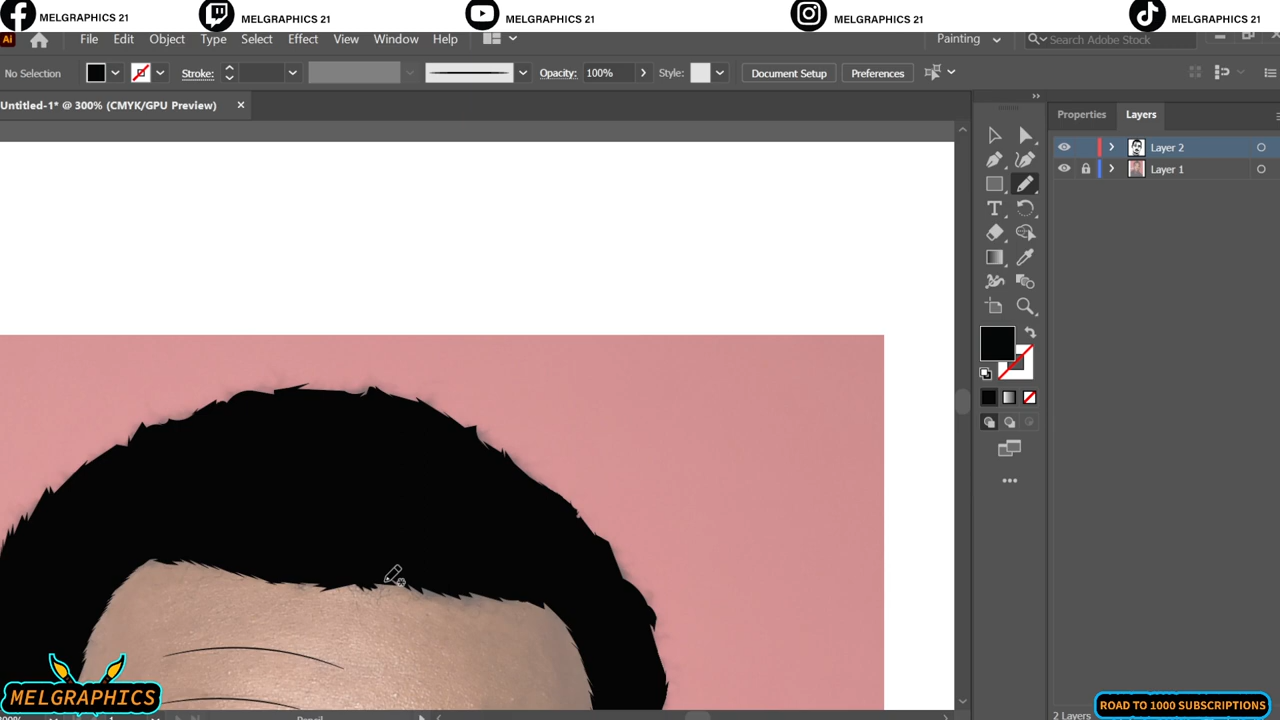 MELGRAPHICS 21
MELGRAPHICS 21
MELGRAPHICS 21
MELGRAPHICS 21
MELGRAPHICS 21
Ai
File Edit Object Type Select Effect View Window Help
Painting
Search Adobe Stock
No Selection
Stroke:
Opacity: 100%
Style:
Document Setup
Preferences
Untitled-1* @ 300% (CMYK/GPU Preview)
Properties
Layers
Layer 2
Layer 1
MELGRAPHICS
ROAD TO 1000 SUBSCRIPTIONS
Pencil
2 Layers